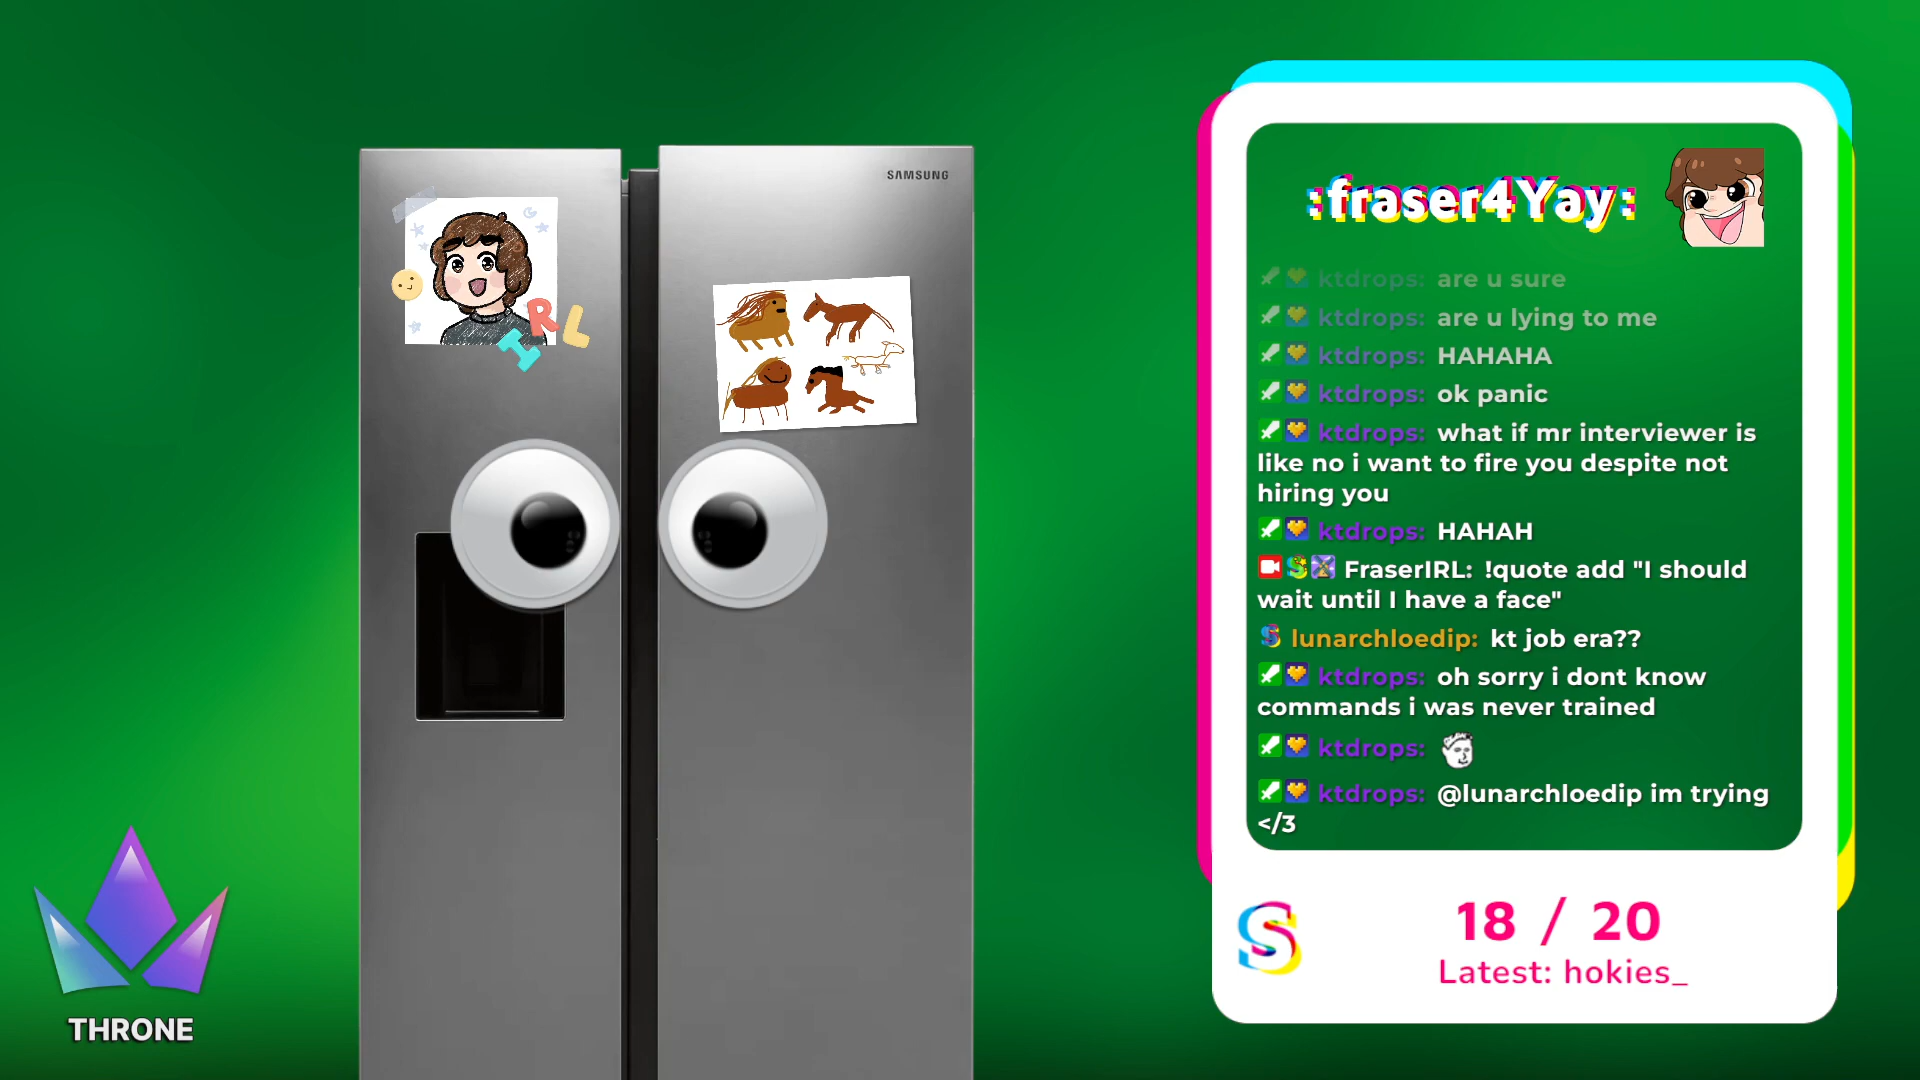 SAMSUNG
I R L
:fraser4Yay:
ktdrops: are u sure
ktdrops: are u lying to me
ktdrops: HAHAHA
ktdrops: ok panic
ktdrops: what if mr interviewer is
like no i want to fire you despite not
hiring you
ktdrops: HAHAH
FraserIRL: !quote add "I should
wait until I have a face"
lunarchloedip: kt job era??
ktdrops: oh sorry i dont know
commands i was never trained
ktdrops:
ktdrops: @lunarchloedip im trying
</3
S
18 / 20
Latest: hokies_
THRONE